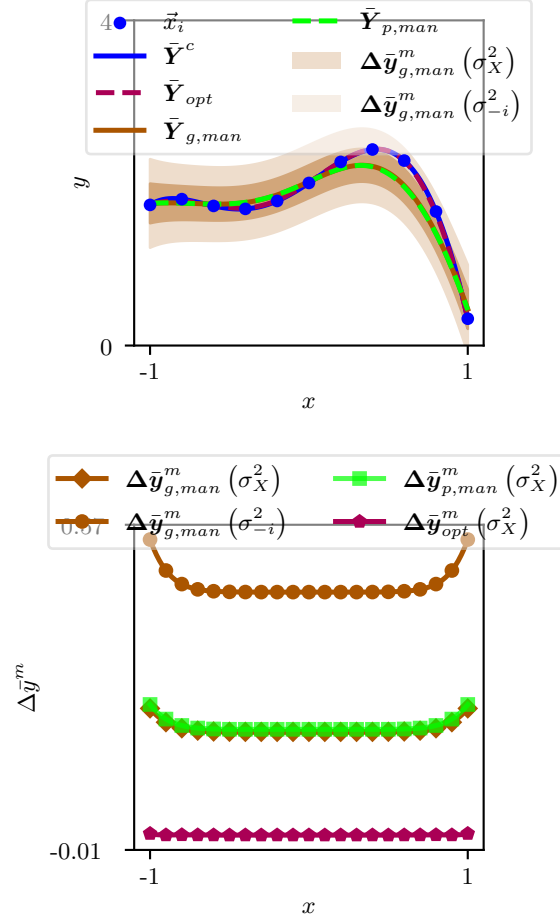 4
x⃗_i
Ȳ^c
Ȳ_opt
Ȳ_g,man
Ȳ_p,man
Δȳ^m_g,man (σ²_X)
Δȳ^m_g,man (σ²_−i)
y
0
-1
1
x
Δȳ^m_g,man (σ²_X)
Δȳ^m_g,man (σ²_−i)
Δȳ^m_p,man (σ²_X)
Δȳ^m_opt (σ²_X)
Δȳ^m
-0.01
-1
1
x